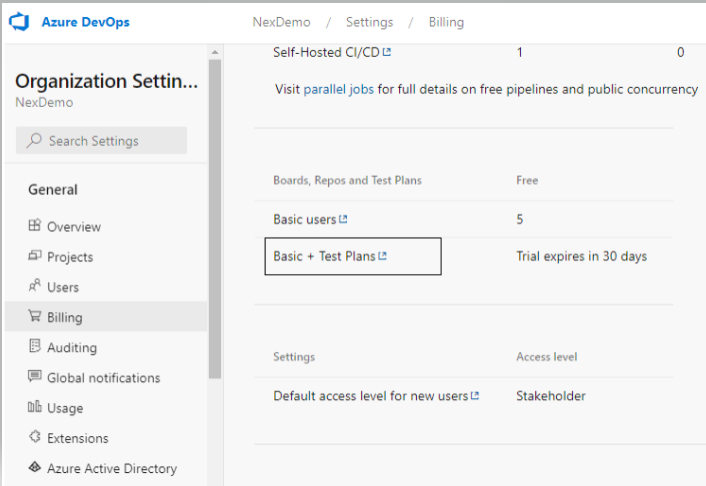 Azure DevOps
NexDemo / Settings / Billing
Organization Settin...
NexDemo
Search Settings
General
Overview
Projects
Users
Billing
Auditing
Global notifications
Usage
Extensions
Azure Active Directory
Self-Hosted CI/CD 1 0
Visit parallel jobs for full details on free pipelines and public concurrency
Boards, Repos and Test Plans Free
Basic users 5
Basic + Test Plans Trial expires in 30 days
Settings Access level
Default access level for new users Stakeholder